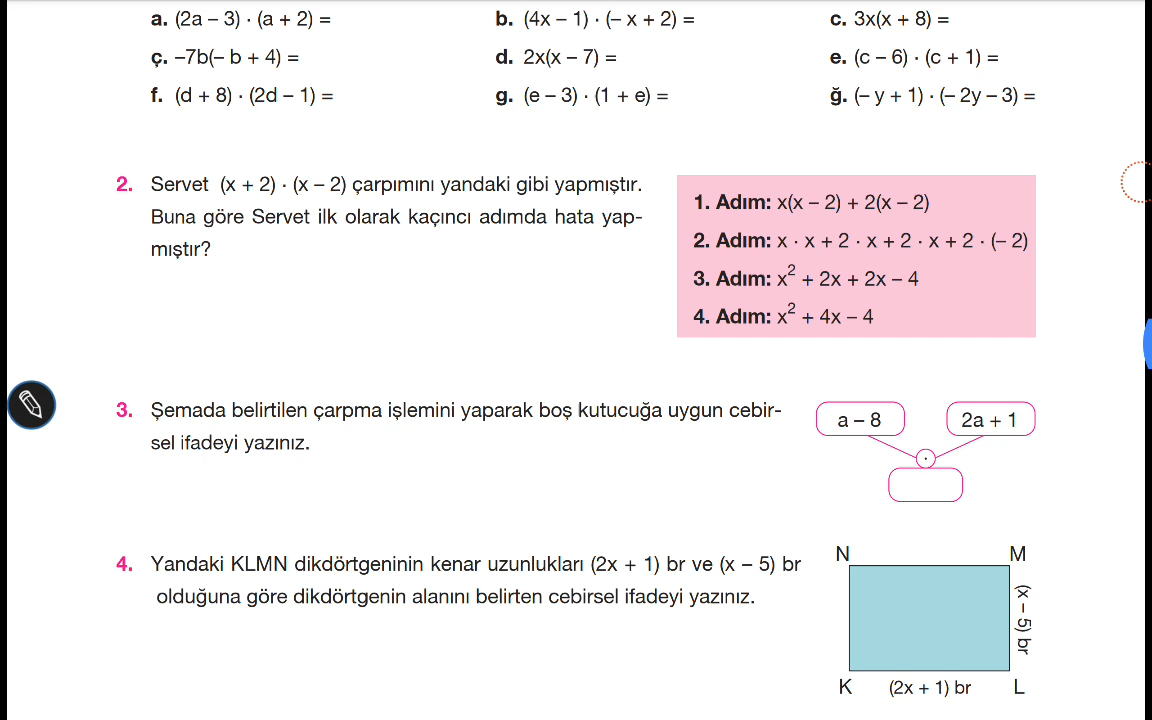 a. (2a – 3) · (a + 2) =
b. (4x – 1) · (– x + 2) =
c. 3x(x + 8) =
ç. –7b(– b + 4) =
d. 2x(x – 7) =
e. (c – 6) · (c + 1) =
f. (d + 8) · (2d – 1) =
g. (e – 3) · (1 + e) =
ğ. (– y + 1) · (– 2y – 3) =
2. Servet (x + 2) · (x – 2) çarpımını yandaki gibi yapmıştır.
Buna göre Servet ilk olarak kaçıncı adımda hata yap-
mıştır?
1. Adım: x(x – 2) + 2(x – 2)
2. Adım: x · x + 2 · x + 2 · x + 2 · (– 2)
3. Adım: x² + 2x + 2x – 4
4. Adım: x² + 4x – 4
3. Şemada belirtilen çarpma işlemini yaparak boş kutucuğa uygun cebir-
sel ifadeyi yazınız.
a – 8
2a + 1
·
4. Yandaki KLMN dikdörtgeninin kenar uzunlukları (2x + 1) br ve (x – 5) br
olduğuna göre dikdörtgenin alanını belirten cebirsel ifadeyi yazınız.
N
M
(x – 5) br
K
(2x + 1) br
L